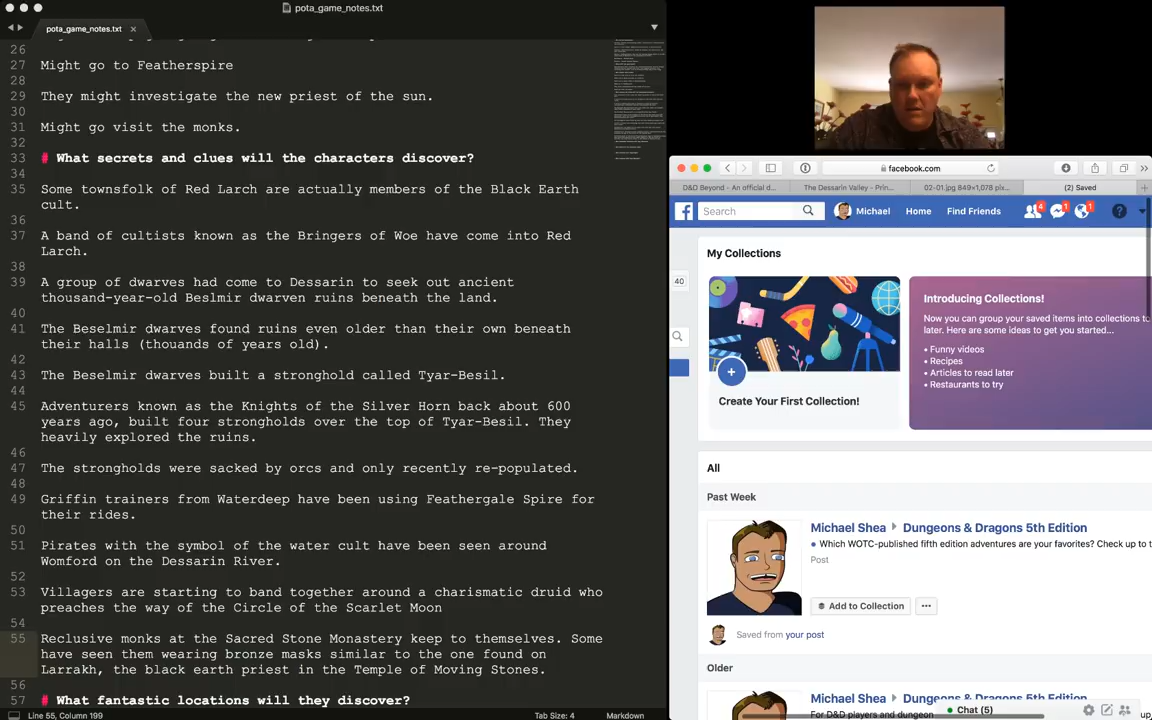 pota_game_notes.txt
pota_game_notes.txt
26
27 Might go to Featherspire
28
29 They might investigate the new priest of the sun.
30
31 Might go visit the monks.
32
33 # What secrets and clues will the characters discover?
34
35 Some townsfolk of Red Larch are actually members of the Black Earth
cult.
36
37 A band of cultists known as the Bringers of Woe have come into Red
Larch.
38
39 A group of dwarves had come to Dessarin to seek out ancient
thousand-year-old Beslmir dwarven ruins beneath the land.
40
41 The Beselmir dwarves found ruins even older than their own beneath
their halls (thouands of years old).
42
43 The Beselmir dwarves built a stronghold called Tyar-Besil.
44
45 Adventurers known as the Knights of the Silver Horn back about 600
years ago, built four strongholds over the top of Tyar-Besil. They
heavily explored the ruins.
46
47 The strongholds were sacked by orcs and only recently re-populated.
48
49 Griffin trainers from Waterdeep have been using Feathergale Spire for
their rides.
50
51 Pirates with the symbol of the water cult have been seen around
Womford on the Dessarin River.
52
53 Villagers are starting to band together around a charismatic druid who
preaches the way of the Circle of the Scarlet Moon
54
55 Reclusive monks at the Sacred Stone Monastery keep to themselves. Some
have seen them wearing bronze masks similar to the one found on
Larrakh, the black earth priest in the Temple of Moving Stones.
56
57 # What fantastic locations will they discover?
Line 55, Column 199
Tab Size: 4
Markdown
facebook.com
D&D Beyond - An official d...
The Dessarin Valley - Prin...
02-01.jpg 849×1,078 pix...
(2) Saved
Search
Michael
Home
Find Friends
4
1
1
40
My Collections
Create Your First Collection!
Introducing Collections!
Now you can group your saved items into collections to
later. Here are some ideas to get you started...
• Funny videos
• Recipes
• Articles to read later
• Restaurants to try
All
Past Week
Michael Shea Dungeons & Dragons 5th Edition
Which WOTC-published fifth edition adventures are your favorites? Check up to t
Post
Add to Collection
Saved from your post
Older
Michael Shea Dungeons & Dragons 5th Edition
For D&D players and
Chat (5)